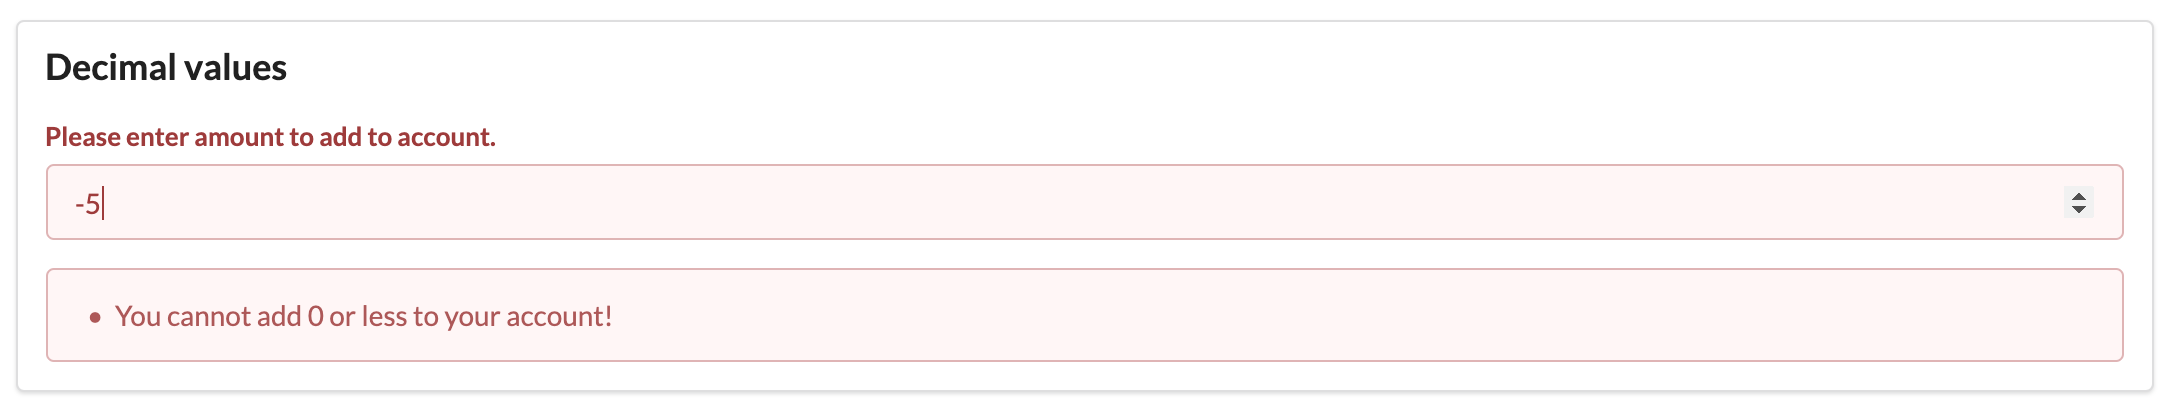 Decimal values
Please enter amount to add to account.
-5
• You cannot add 0 or less to your account!